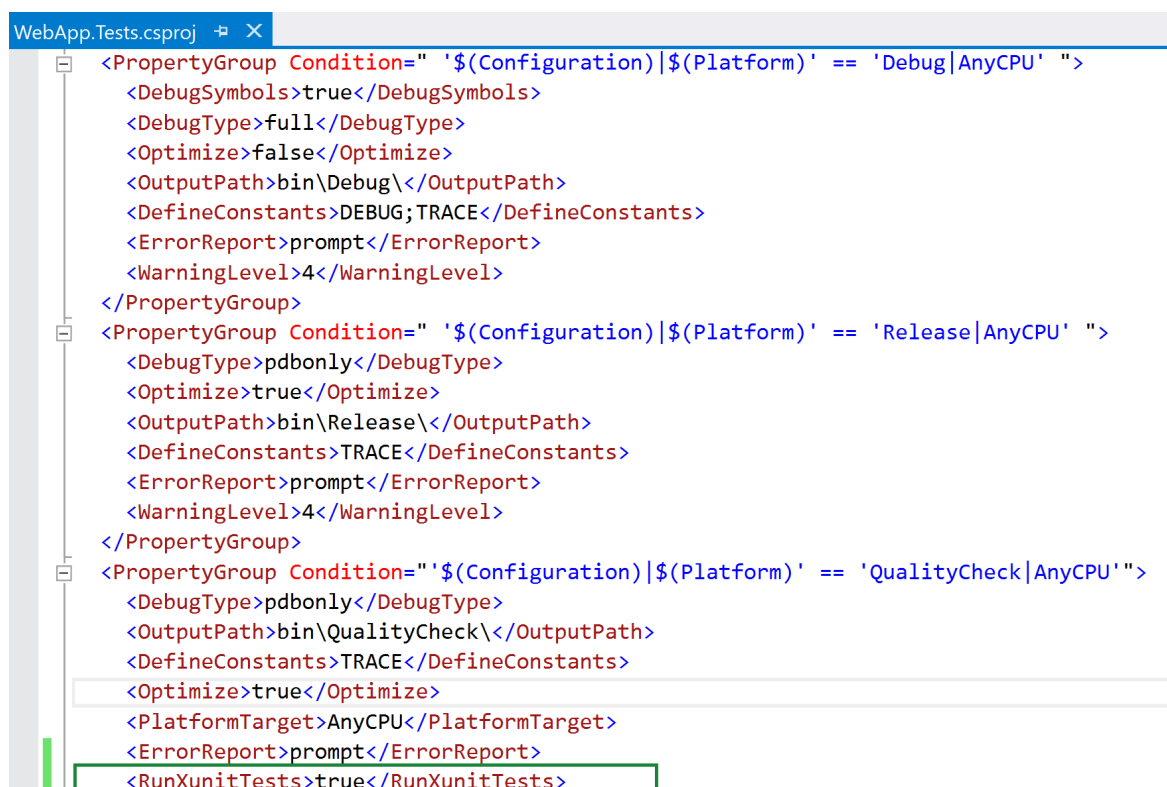 WebApp.Tests.csproj
<PropertyGroup Condition=" '$(Configuration)|$(Platform)' == 'Debug|AnyCPU' ">
<DebugSymbols>true</DebugSymbols>
<DebugType>full</DebugType>
<Optimize>false</Optimize>
<OutputPath>bin\Debug\</OutputPath>
<DefineConstants>DEBUG;TRACE</DefineConstants>
<ErrorReport>prompt</ErrorReport>
<WarningLevel>4</WarningLevel>
</PropertyGroup>
<PropertyGroup Condition=" '$(Configuration)|$(Platform)' == 'Release|AnyCPU' ">
<DebugType>pdbonly</DebugType>
<Optimize>true</Optimize>
<OutputPath>bin\Release\</OutputPath>
<DefineConstants>TRACE</DefineConstants>
<ErrorReport>prompt</ErrorReport>
<WarningLevel>4</WarningLevel>
</PropertyGroup>
<PropertyGroup Condition="'$(Configuration)|$(Platform)' == 'QualityCheck|AnyCPU'">
<DebugType>pdbonly</DebugType>
<OutputPath>bin\QualityCheck\</OutputPath>
<DefineConstants>TRACE</DefineConstants>
<Optimize>true</Optimize>
<PlatformTarget>AnyCPU</PlatformTarget>
<ErrorReport>prompt</ErrorReport>
<RunXunitTests>true</RunXunitTests>